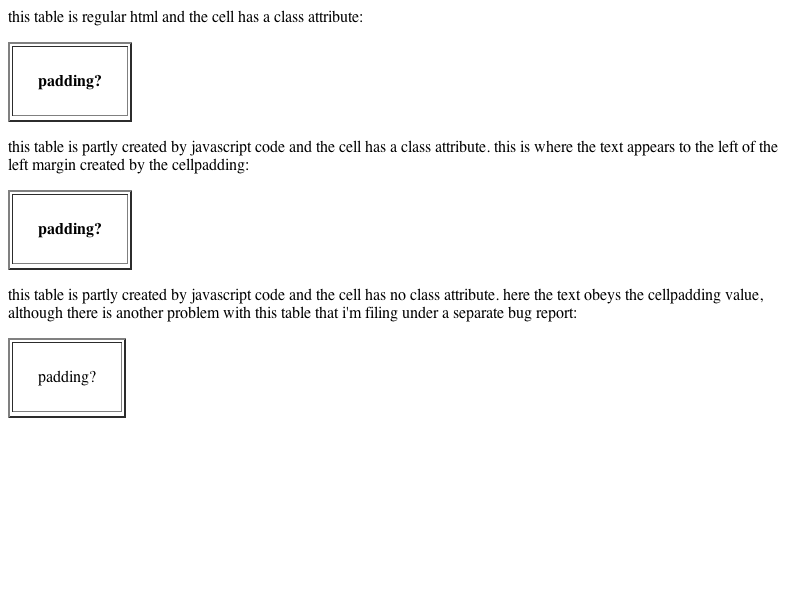 this table is regular html and the cell has a class attribute:
padding?
this table is partly created by javascript code and the cell has a class attribute. this is where the text appears to the left of the
left margin created by the cellpadding:
padding?
this table is partly created by javascript code and the cell has no class attribute. here the text obeys the cellpadding value,
although there is another problem with this table that i'm filing under a separate bug report:
padding?